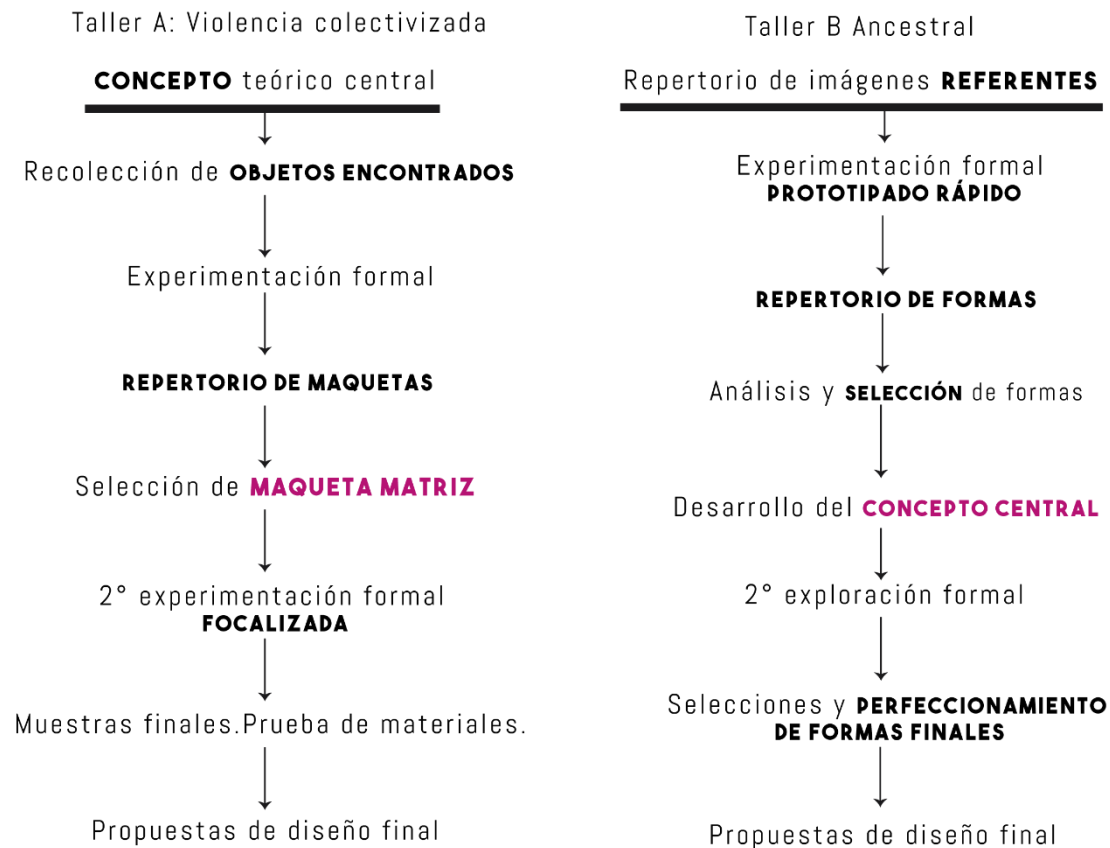 Taller A: Violencia colectivizada
CONCEPTO teórico central
Recolección de OBJETOS ENCONTRADOS
Experimentación formal
REPERTORIO DE MAQUETAS
Selección de MAQUETA MATRIZ
2° experimentación formal
FOCALIZADA
Muestras finales.Prueba de materiales.
Propuestas de diseño final
Taller B Ancestral
Repertorio de imágenes REFERENTES
Experimentación formal
PROTOTIPADO RÁPIDO
REPERTORIO DE FORMAS
Análisis y SELECCIÓN de formas
Desarrollo del CONCEPTO CENTRAL
2° exploración formal
Selecciones y PERFECCIONAMIENTO
DE FORMAS FINALES
Propuestas de diseño final